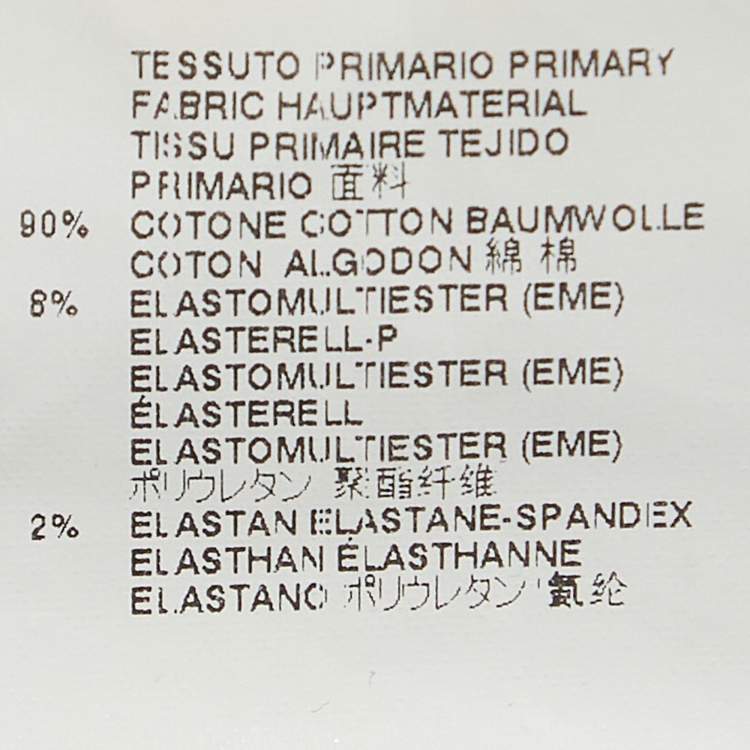 TESSUTO PRIMARIO PRIMARY
FABRIC HAUPTMATERIAL
TISSU PRIMAIRE TEJIDO
PRIMARIO 面料
90% COTONE COTTON BAUMWOLLE
COTON ALGODON 綿 棉
8% ELASTOMULTIESTER (EME)
ELASTERELL-P
ELASTOMULTIESTER (EME)
ÉLASTERELL
ELASTOMULTIESTER (EME)
ポリウレタン 聚酯纤维
2% ELASTAN ELASTANE-SPANDEX
ELASTHAN ÉLASTHANNE
ELASTANO ポリウレタン 氨纶